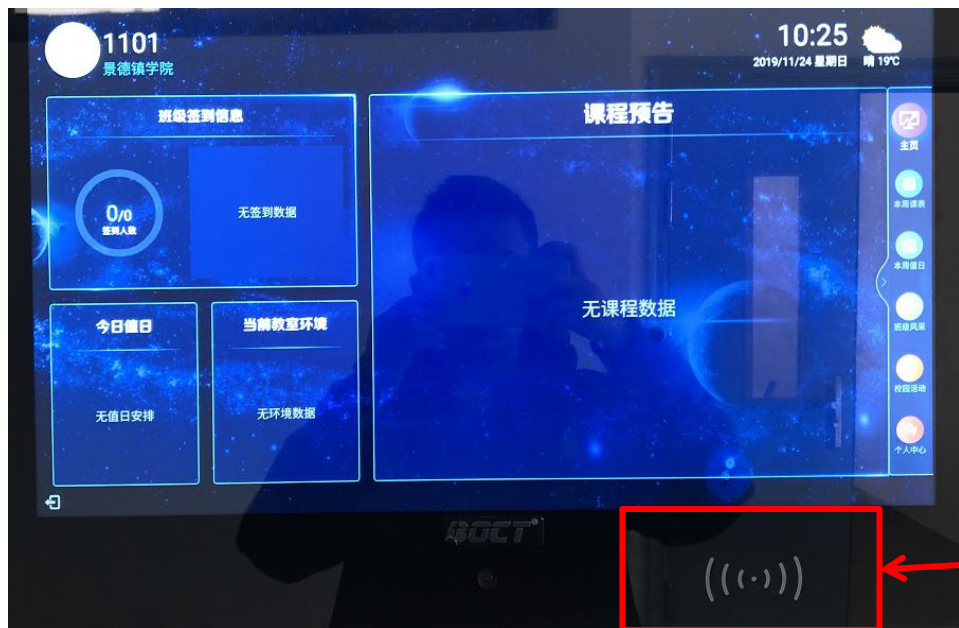 1101
景德镇学院
10:25
2019/11/24 星期日 晴 19℃
班级签到信息
0/0
签到人数
无签到数据
课程预告
无课程数据
今日值日
无值日安排
当前教室环境
无环境数据
主页
本周课表
本周值日
班级风采
校园活动
个人中心
BOCT